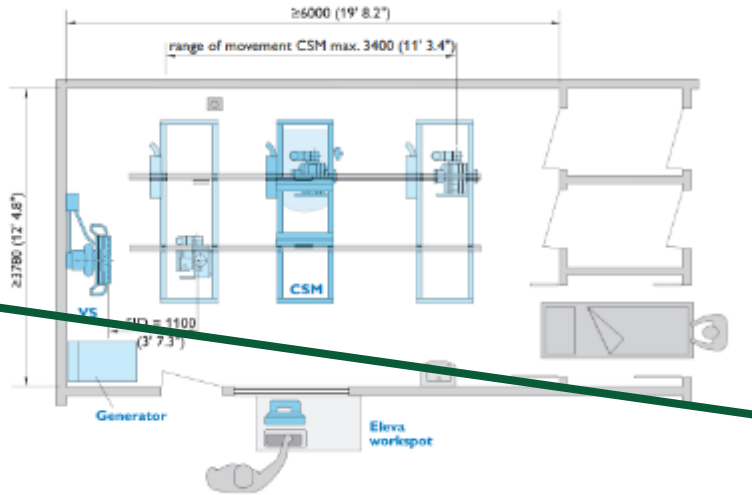 ≥6000 (19' 8.2")
range of movement CSM max. 3400 (11' 3.4")
≥3780 (12' 4.8")
CSM
VS
SID = 1100
(3' 7.3")
Generator
Eleva
workspot